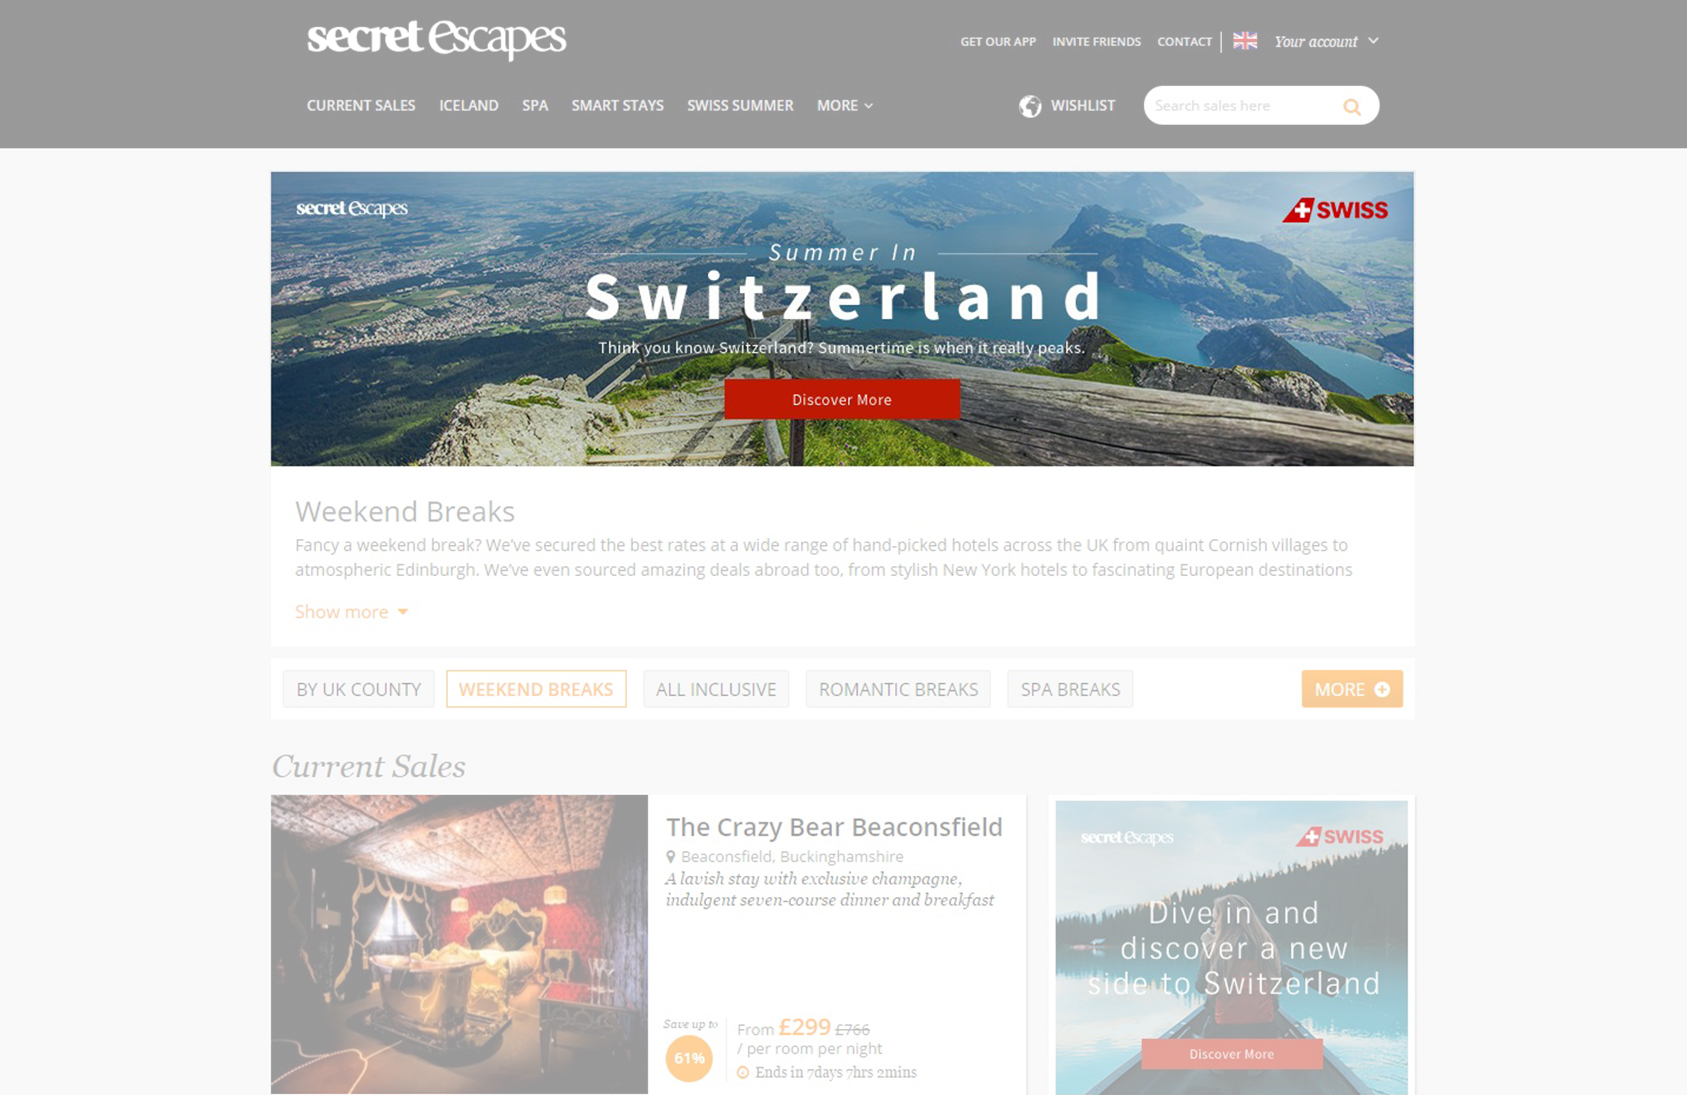 secret escapes
GET OUR APP INVITE FRIENDS CONTACT Your account
CURRENT SALES ICELAND SPA SMART STAYS SWISS SUMMER MORE WISHLIST Search sales here
secret escapes SWISS
Summer In
Switzerland
Think you know Switzerland? Summertime is when it really peaks.
Discover More
Weekend Breaks
Fancy a weekend break? We've secured the best rates at a wide range of hand-picked hotels across the UK from quaint Cornish villages to
atmospheric Edinburgh. We've even sourced amazing deals abroad too, from stylish New York hotels to fascinating European destinations
Show more
BY UK COUNTY WEEKEND BREAKS ALL INCLUSIVE ROMANTIC BREAKS SPA BREAKS MORE
Current Sales
The Crazy Bear Beaconsfield
Beaconsfield, Buckinghamshire
A lavish stay with exclusive champagne,
indulgent seven-course dinner and breakfast
Save up to
61%
From £299 £766
/ per room per night
Ends in 7days 7hrs 2mins
secret escapes SWISS
Dive in and
discover a new
side to Switzerland
Discover More